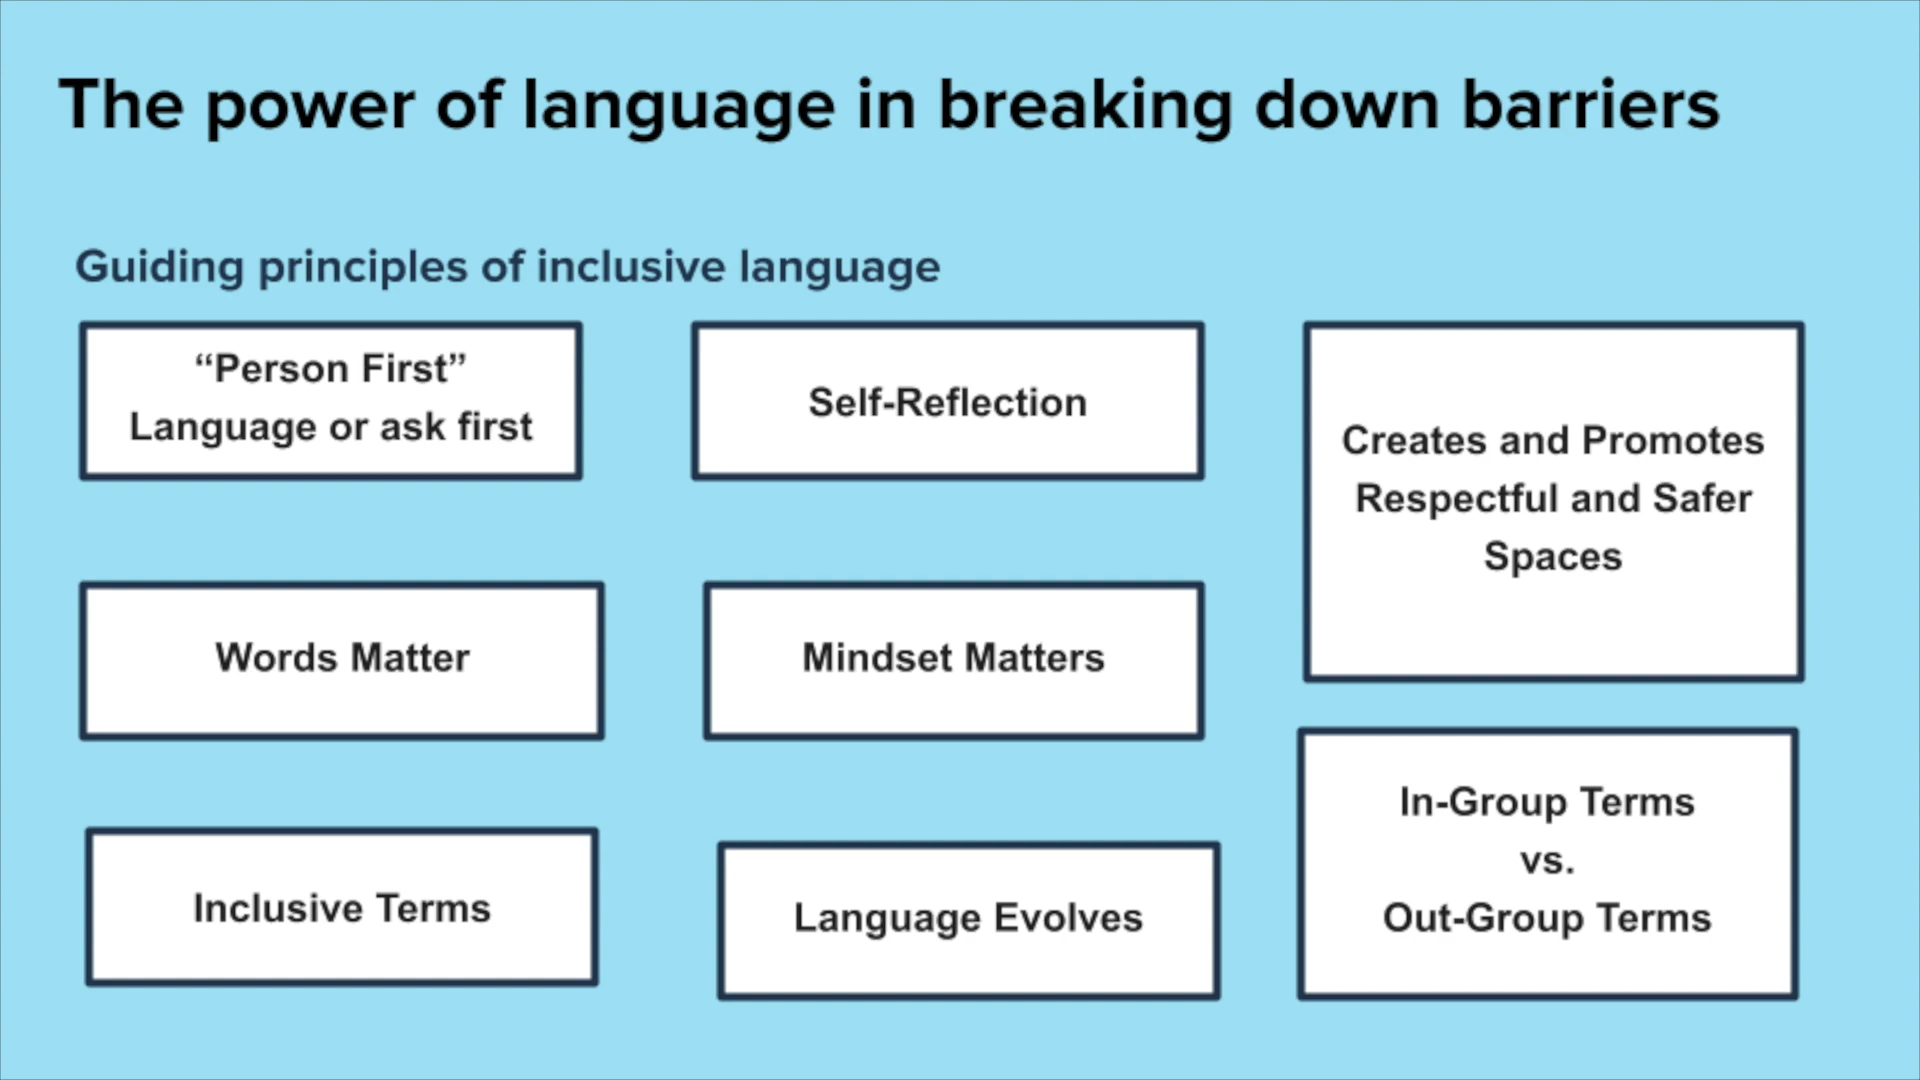 The power of language in breaking down barriers
Guiding principles of inclusive language
“Person First”
Language or ask first
Self-Reflection
Creates and Promotes
Respectful and Safer
Spaces
Words Matter
Mindset Matters
Inclusive Terms
Language Evolves
In-Group Terms
vs.
Out-Group Terms